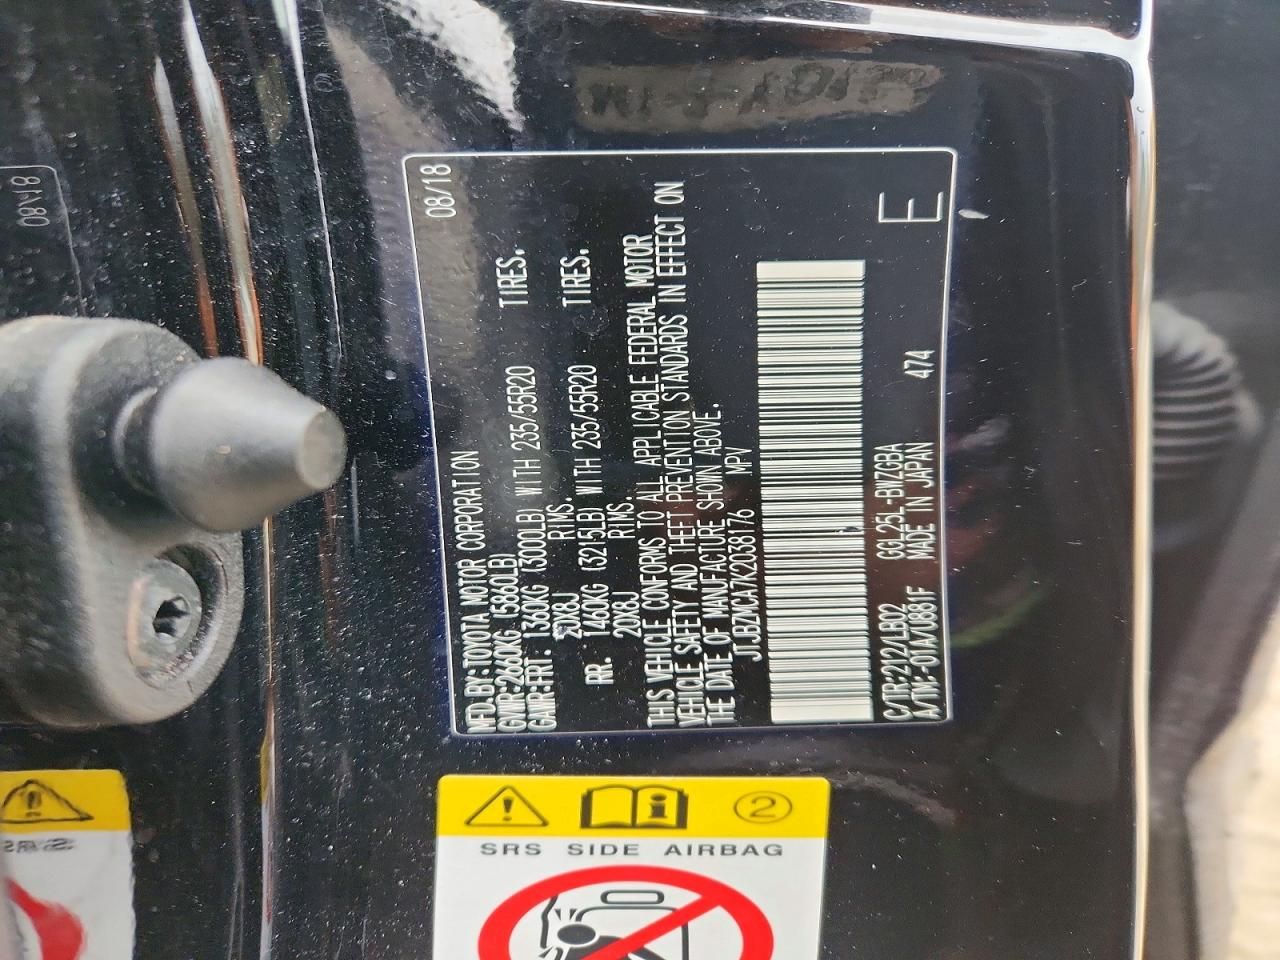 08/18
MFD.BY:TOYOTA MOTOR CORPORATION
GVWR:2660KG (5860LB)
GAWR:FRT. 1360KG (3000LB) WITH 235/55R20 TIRES.
20X8J RIMS.
RR. 1460KG (3215LB) WITH 235/55R20 TIRES.
20X8J RIMS.
THIS VEHICLE CONFORMS TO ALL APPLICABLE FEDERAL MOTOR
VEHICLE SAFETY AND THEFT PREVENTION STANDARDS IN EFFECT ON
THE DATE OF MANUFACTURE SHOWN ABOVE.
JTJBZMCA7K2038176 MPV
C/TR:212/LB02 GGL25L-BWZGBA
A/TM:-01A/U881F MADE IN JAPAN 474
E
2
SRS SIDE AIRBAG